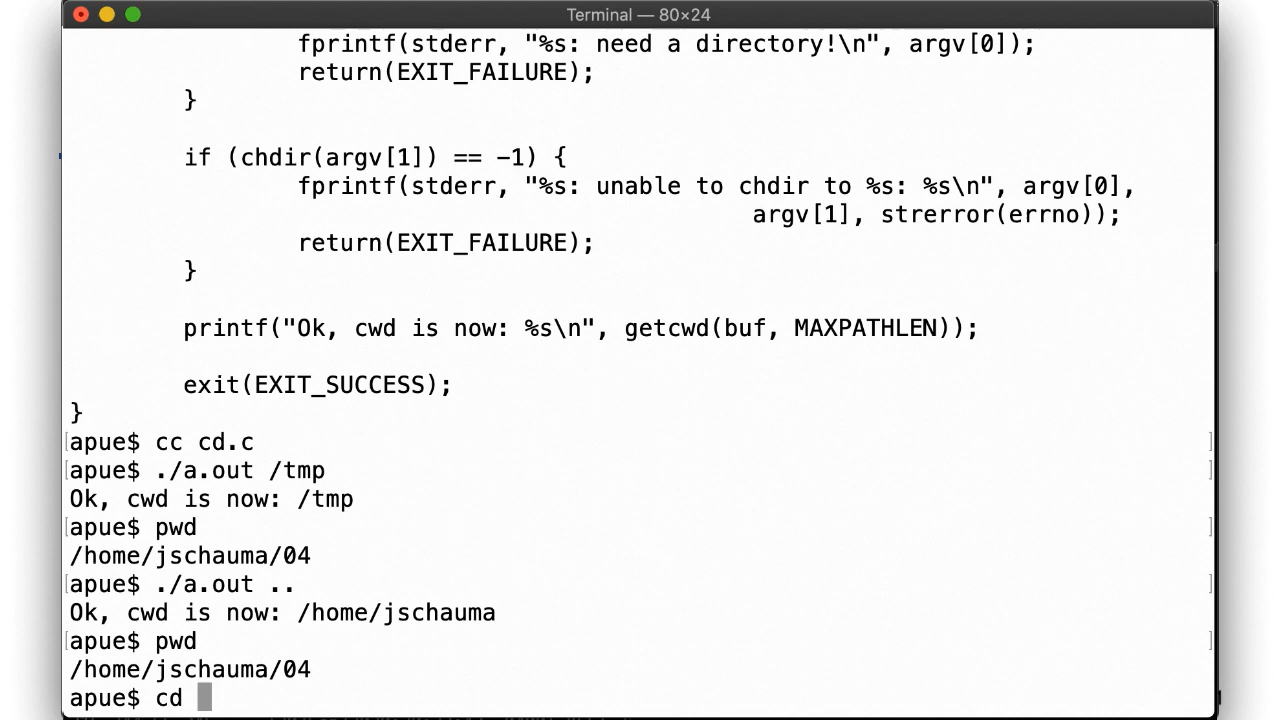 Terminal — 80×24
fprintf(stderr, "%s: need a directory!\n", argv[0]);
return(EXIT_FAILURE);
}
if (chdir(argv[1]) == -1) {
fprintf(stderr, "%s: unable to chdir to %s: %s\n", argv[0],
argv[1], strerror(errno));
return(EXIT_FAILURE);
}
printf("Ok, cwd is now: %s\n", getcwd(buf, MAXPATHLEN));
exit(EXIT_SUCCESS);
}
[apue$ cc cd.c ]
[apue$ ./a.out /tmp ]
Ok, cwd is now: /tmp
[apue$ pwd ]
/home/jschauma/04
[apue$ ./a.out .. ]
Ok, cwd is now: /home/jschauma
[apue$ pwd ]
/home/jschauma/04
apue$ cd